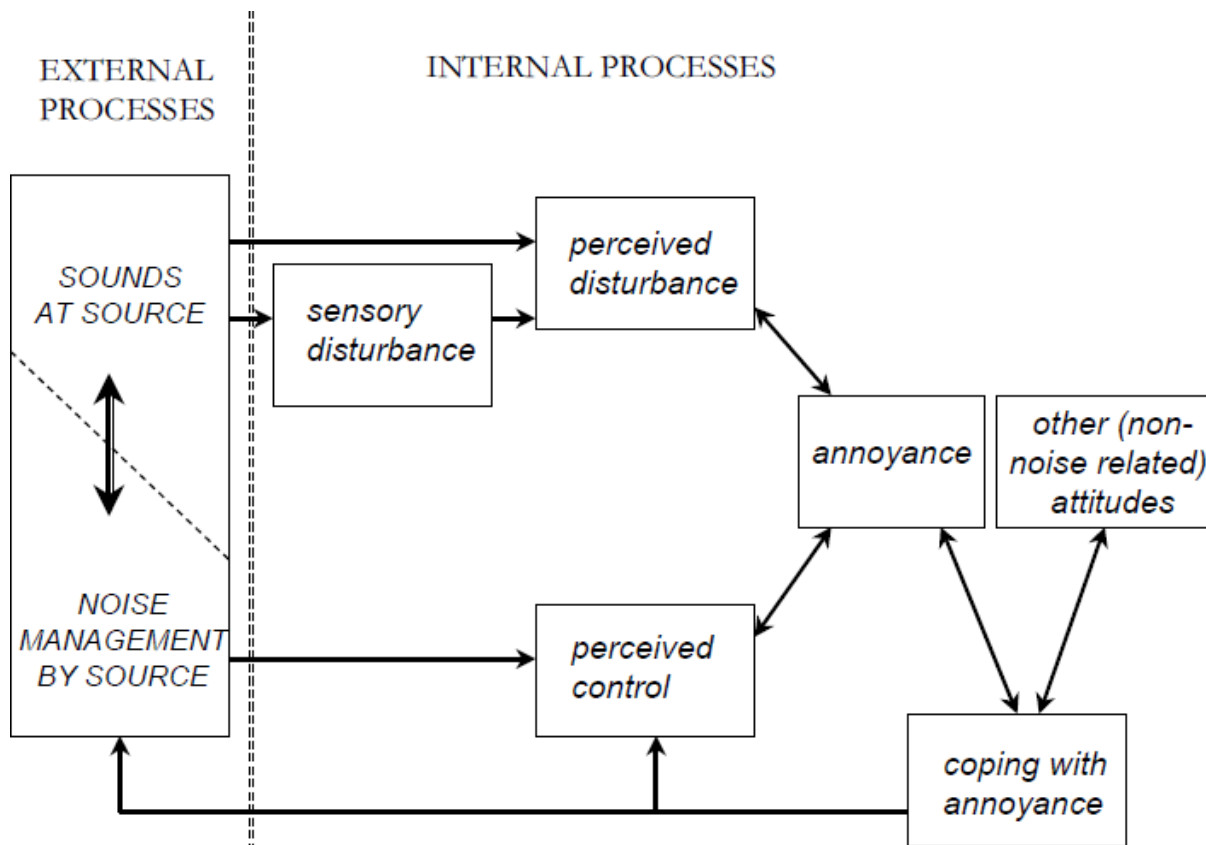 EXTERNAL
PROCESSES
INTERNAL PROCESSES
SOUNDS
AT SOURCE
NOISE
MANAGEMENT
BY SOURCE
sensory
disturbance
perceived
disturbance
perceived
control
annoyance
other (non-
noise related)
attitudes
coping with
annoyance